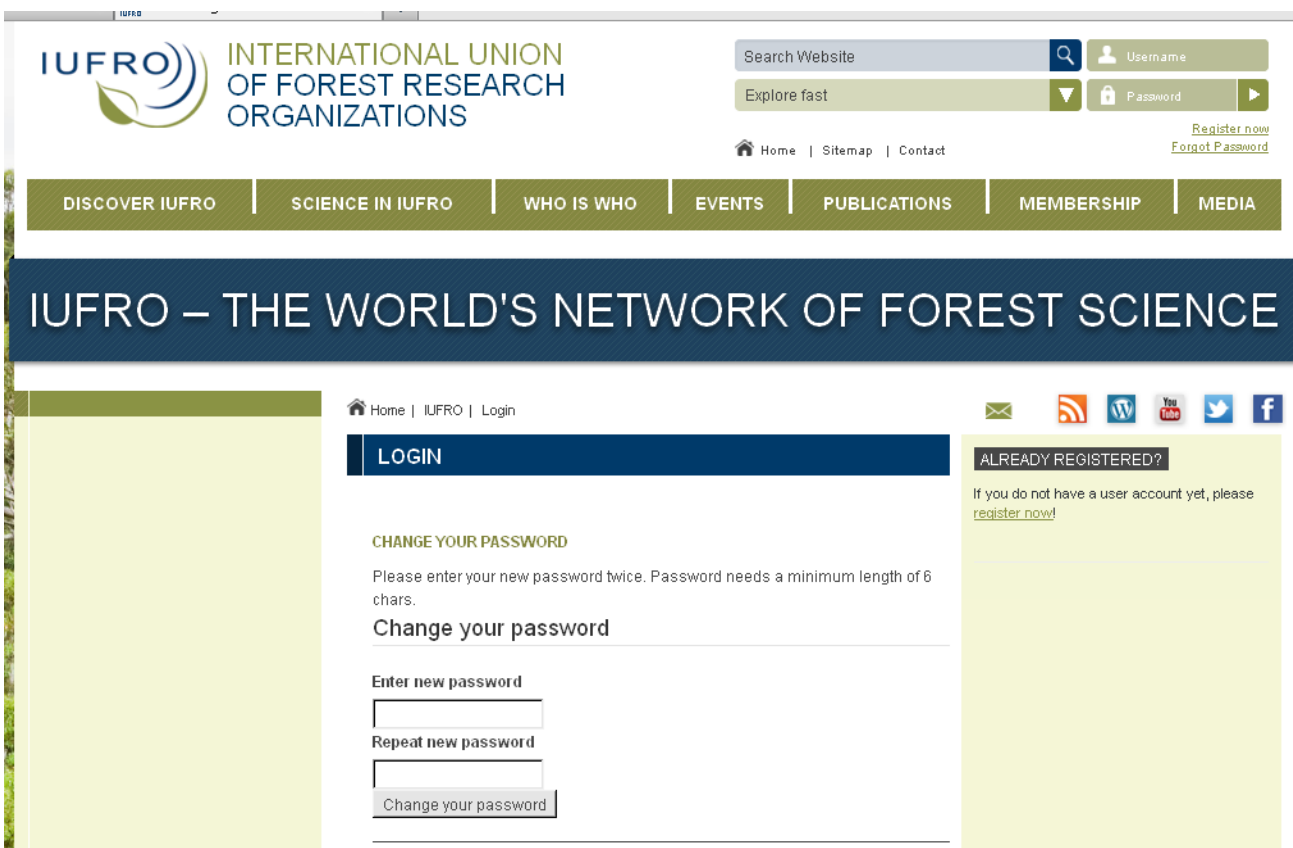 IUFRO
IUFRO
INTERNATIONAL UNION
OF FOREST RESEARCH
ORGANIZATIONS
Search Website
Username
Explore fast
Password
Register now
Forgot Password
Home | Sitemap | Contact
DISCOVER IUFRO SCIENCE IN IUFRO WHO IS WHO EVENTS PUBLICATIONS MEMBERSHIP MEDIA
IUFRO – THE WORLD'S NETWORK OF FOREST SCIENCE
Home | IUFRO | Login
You
Tube
LOGIN
CHANGE YOUR PASSWORD
Please enter your new password twice. Password needs a minimum length of 6
chars.
Change your password
Enter new password
Repeat new password
Change your password
ALREADY REGISTERED?
If you do not have a user account yet, please
register now!